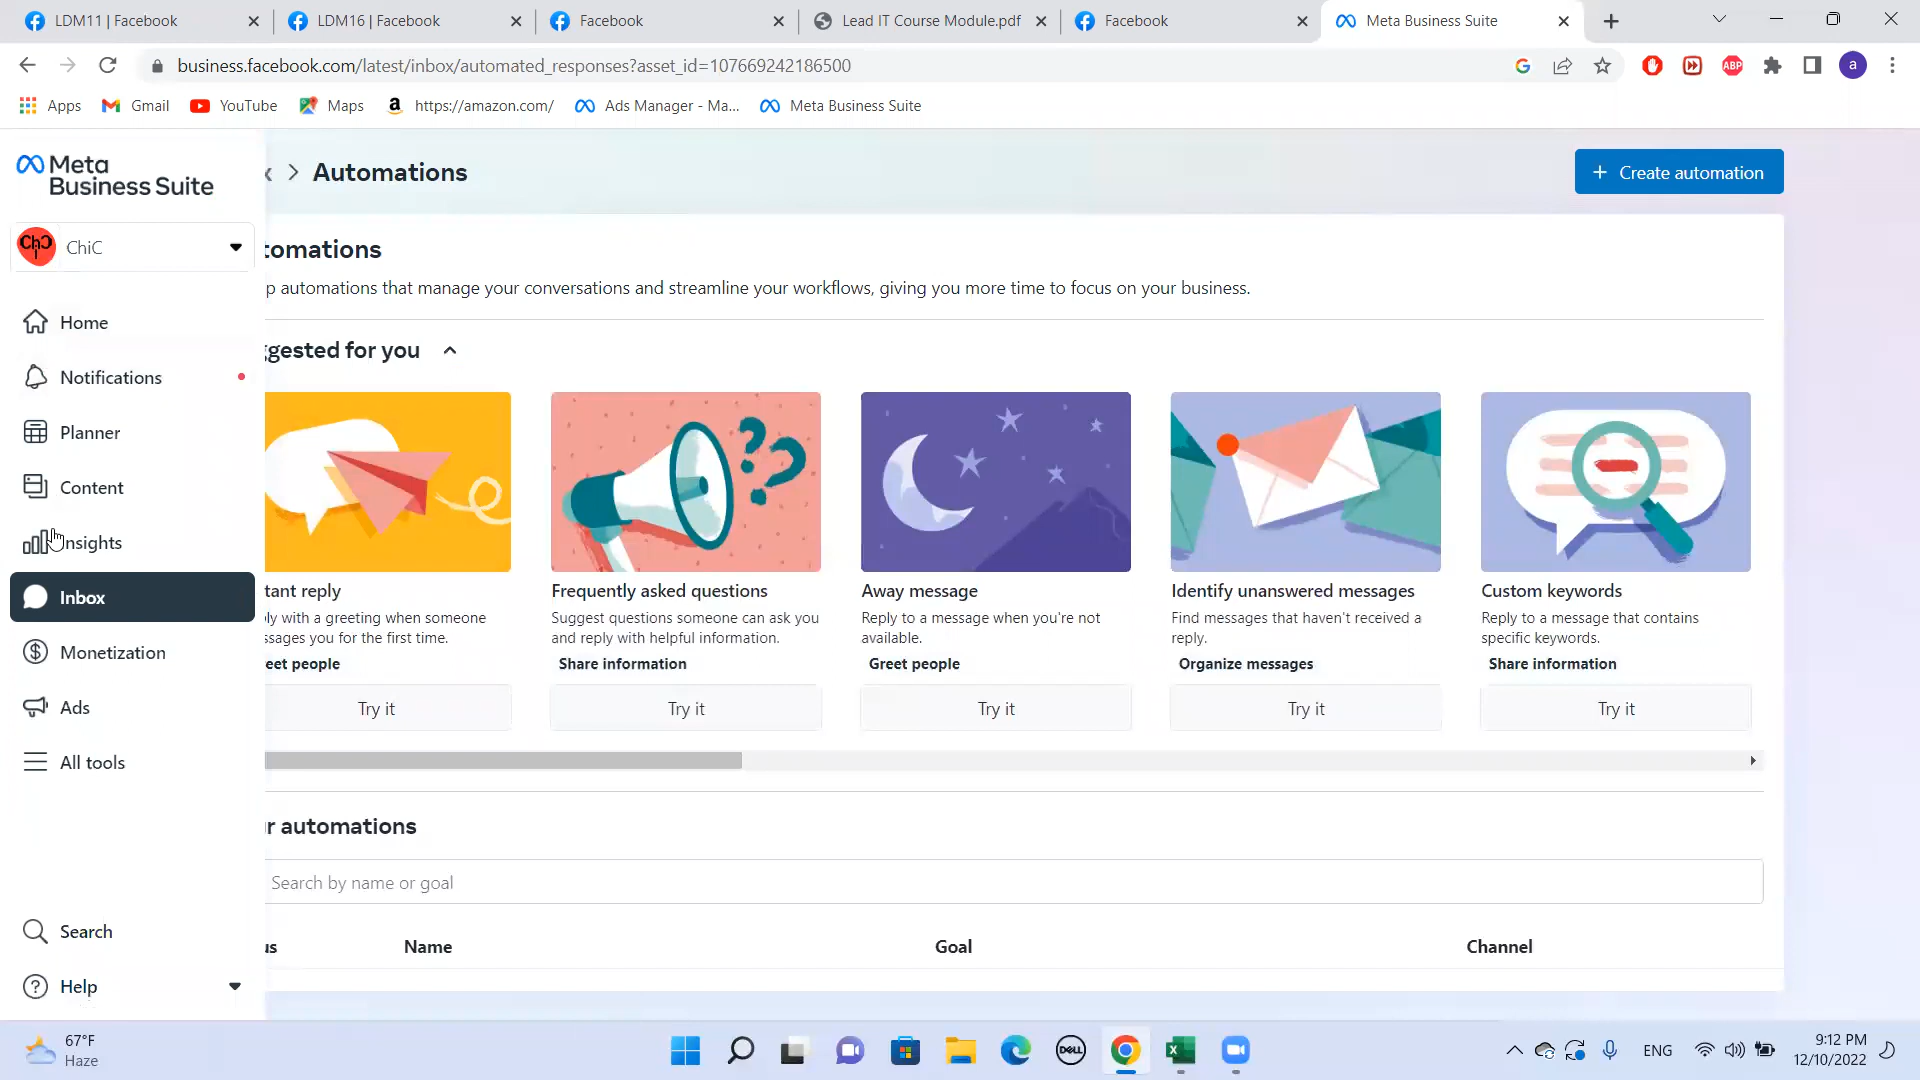 LDM11 | Facebook
LDM16 | Facebook
Facebook
Lead IT Course Module.pdf
Facebook
Meta Business Suite
business.facebook.com/latest/inbox/automated_responses?asset_id=107669242186500
ABP
a
Apps
Gmail
YouTube
Maps
https://amazon.com/
Ads Manager - Ma...
Meta Business Suite
Meta
Business Suite
Automations
+ Create automation
ChiC
ChiC
tomations
p automations that manage your conversations and streamline your workflows, giving you more time to focus on your business.
Home
ggested for you
Notifications
Planner
Content
Insights
Inbox
Monetization
Ads
All tools
tant reply
ly with a greeting when someone
ssages you for the first time.
eet people
Try it
Frequently asked questions
Suggest questions someone can ask you
and reply with helpful information.
Share information
Try it
Away message
Reply to a message when you're not
available.
Greet people
Try it
Identify unanswered messages
Find messages that haven't received a
reply.
Organize messages
Try it
Custom keywords
Reply to a message that contains
specific keywords.
Share information
Try it
r automations
Search by name or goal
us
Name
Goal
Channel
Search
Help
67°F
Haze
DELL
ENG
9:12 PM
12/10/2022